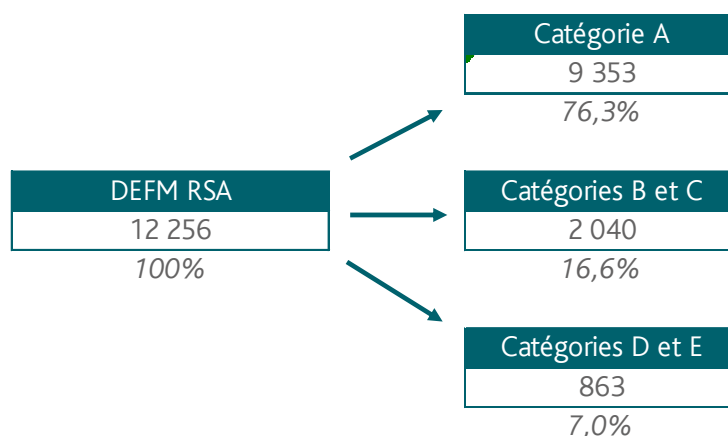 Catégorie A
9 353
76,3%
DEFM RSA
12 256
100%
Catégories B et C
2 040
16,6%
Catégories D et E
863
7,0%